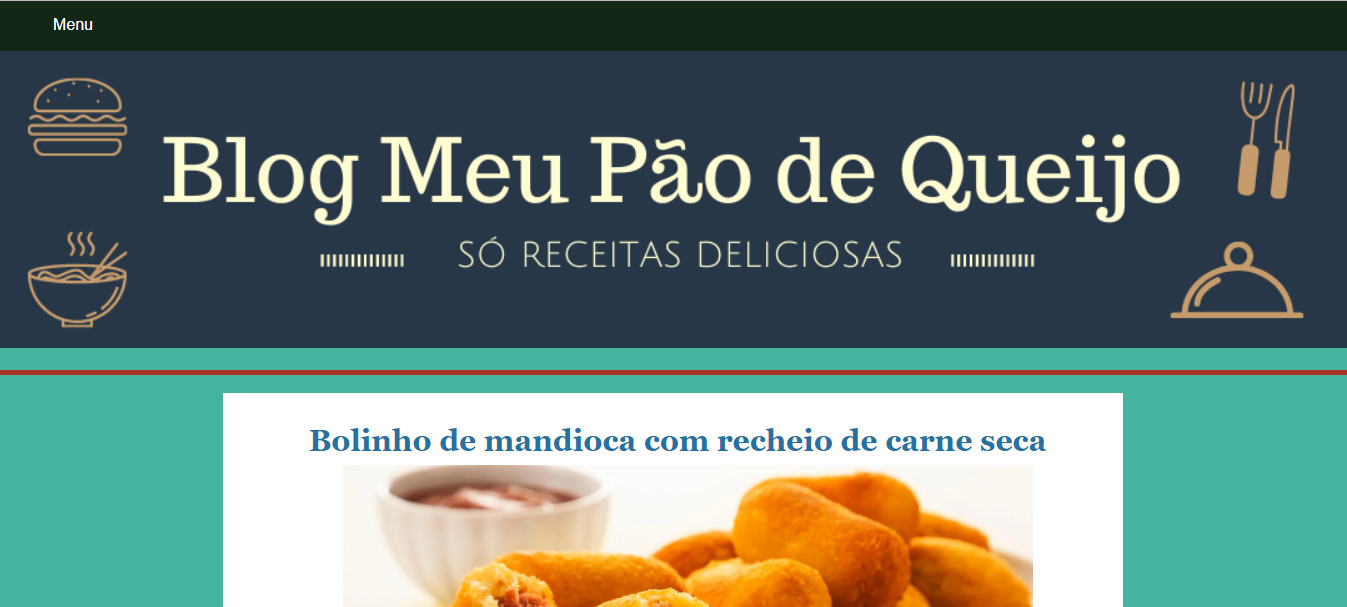 Menu
Blog Meu Pão de Queijo
SÓ RECEITAS DELICIOSAS
Bolinho de mandioca com recheio de carne seca